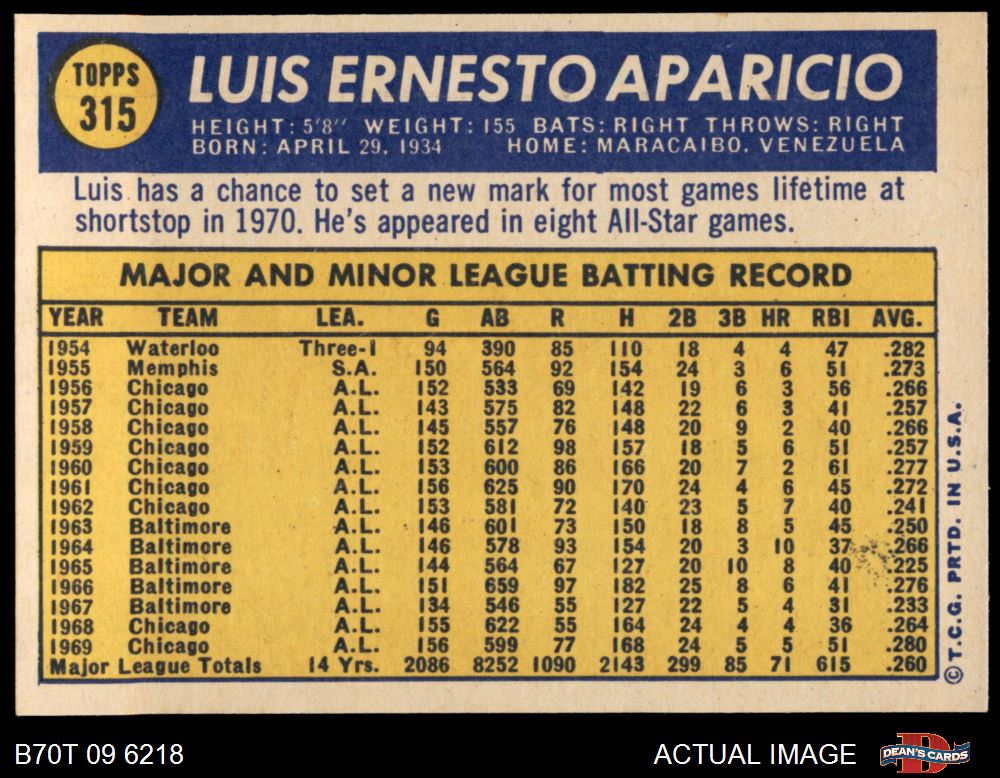 TOPPS
315
LUIS ERNESTO APARICIO
HEIGHT: 5'8" WEIGHT: 155 BATS: RIGHT THROWS: RIGHT
BORN: APRIL 29, 1934 HOME: MARACAIBO, VENEZUELA
Luis has a chance to set a new mark for most games lifetime at
shortstop in 1970. He's appeared in eight All-Star games.
MAJOR AND MINOR LEAGUE BATTING RECORD
YEAR TEAM LEA. G AB R H 2B 3B HR RBI AVG.
1954 Waterloo Three-I 94 390 85 110 18 4 4 47 .282
1955 Memphis S.A. 150 564 92 154 24 3 6 51 .273
1956 Chicago A.L. 152 533 69 142 19 6 3 56 .266
1957 Chicago A.L. 143 575 82 148 22 6 3 41 .257
1958 Chicago A.L. 145 557 76 148 20 9 2 40 .266
1959 Chicago A.L. 152 612 98 157 18 5 6 51 .257
1960 Chicago A.L. 153 600 86 166 20 7 2 61 .277
1961 Chicago A.L. 156 625 90 170 24 4 6 45 .272
1962 Chicago A.L. 153 581 72 140 23 5 7 40 .241
1963 Baltimore A.L. 146 601 73 150 18 8 5 45 .250
1964 Baltimore A.L. 146 578 93 154 20 3 10 37 .266
1965 Baltimore A.L. 144 564 67 127 20 10 8 40 .225
1966 Baltimore A.L. 151 659 97 182 25 8 6 41 .276
1967 Baltimore A.L. 134 546 55 127 22 5 4 31 .233
1968 Chicago A.L. 155 622 55 164 24 4 4 36 .264
1969 Chicago A.L. 156 599 77 168 24 5 5 51 .280
Major League Totals 14 Yrs. 2086 8252 1090 2143 299 85 71 615 .260
© T.C.G. PRTD. IN U.S.A.
B70T 09 6218
ACTUAL IMAGE
DEAN'S CARDS